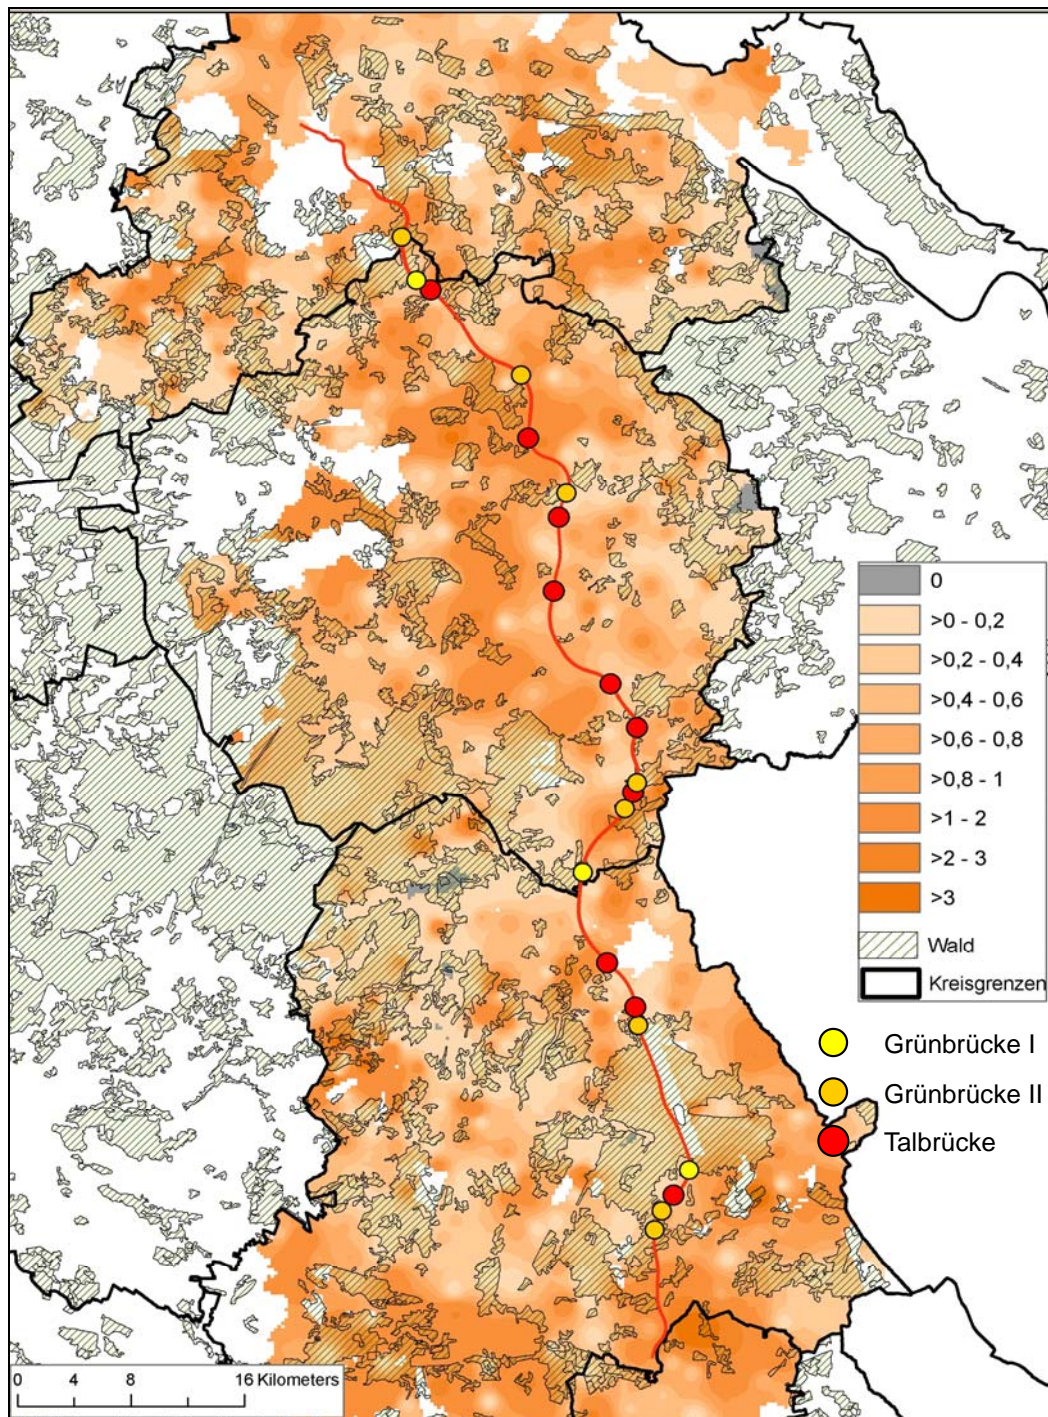 0
>0 - 0,2
>0,2 - 0,4
>0,4 - 0,6
>0,6 - 0,8
>0,8 - 1
>1 - 2
>2 - 3
>3
Wald
Kreisgrenzen
Grünbrücke I
Grünbrücke II
Talbrücke
0 4 8 16 Kilometers